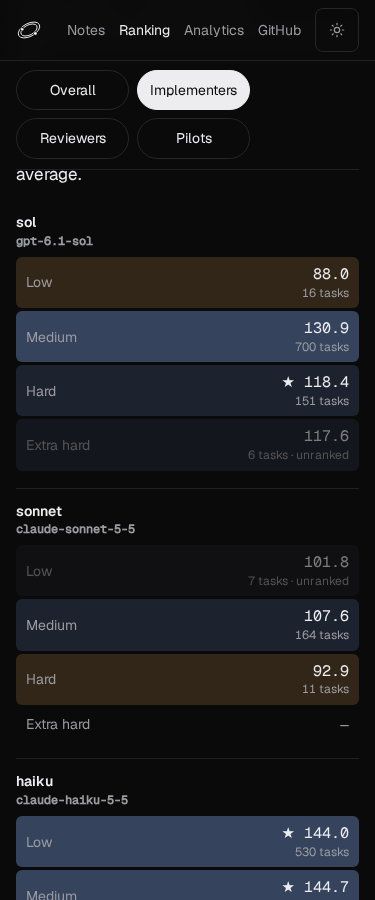 Notes Ranking Analytics GitHub
Overall Implementers
Reviewers Pilots
average.
sol
gpt-6.1-sol
Low 88.0
16 tasks
Medium 130.9
700 tasks
Hard ★ 118.4
151 tasks
Extra hard 117.6
6 tasks · unranked
sonnet
claude-sonnet-5-5
Low 101.8
7 tasks · unranked
Medium 107.6
164 tasks
Hard 92.9
11 tasks
Extra hard —
haiku
claude-haiku-5-5
Low ★ 144.0
530 tasks
Medium ★ 144.7